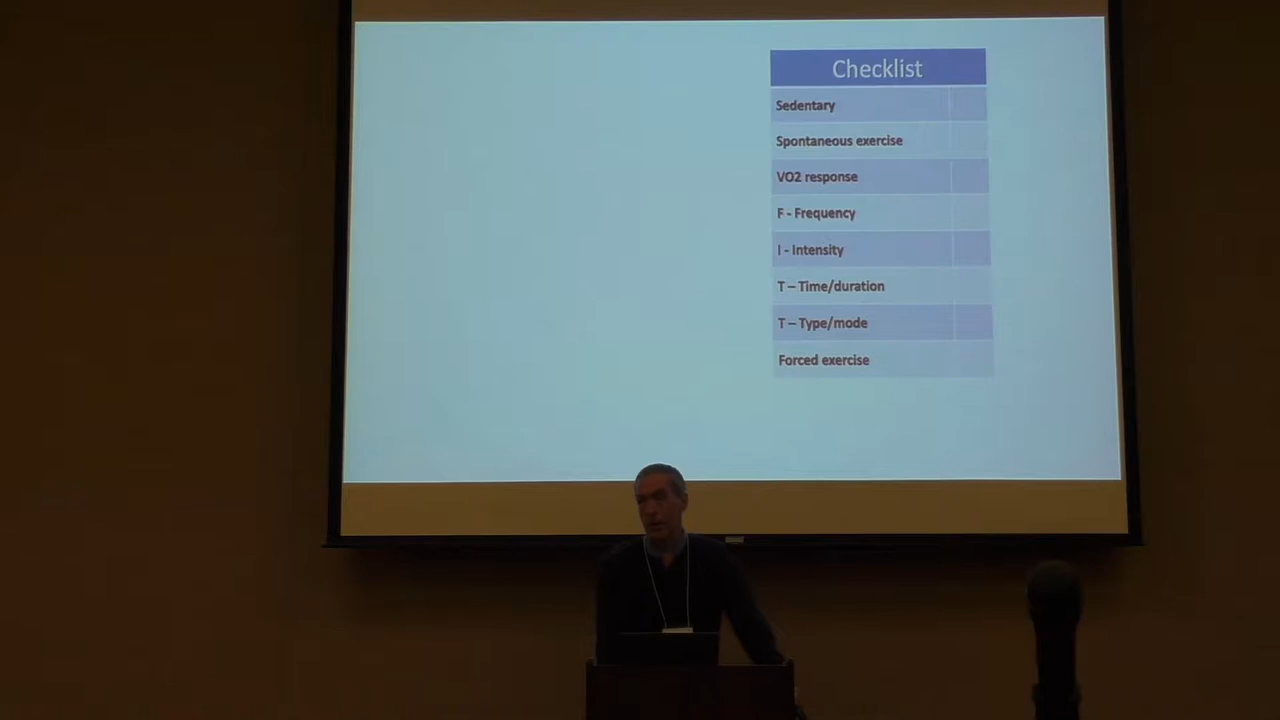 Checklist
Sedentary
Spontaneous exercise
VO2 response
F - Frequency
I - Intensity
T – Time/duration
T – Type/mode
Forced exercise